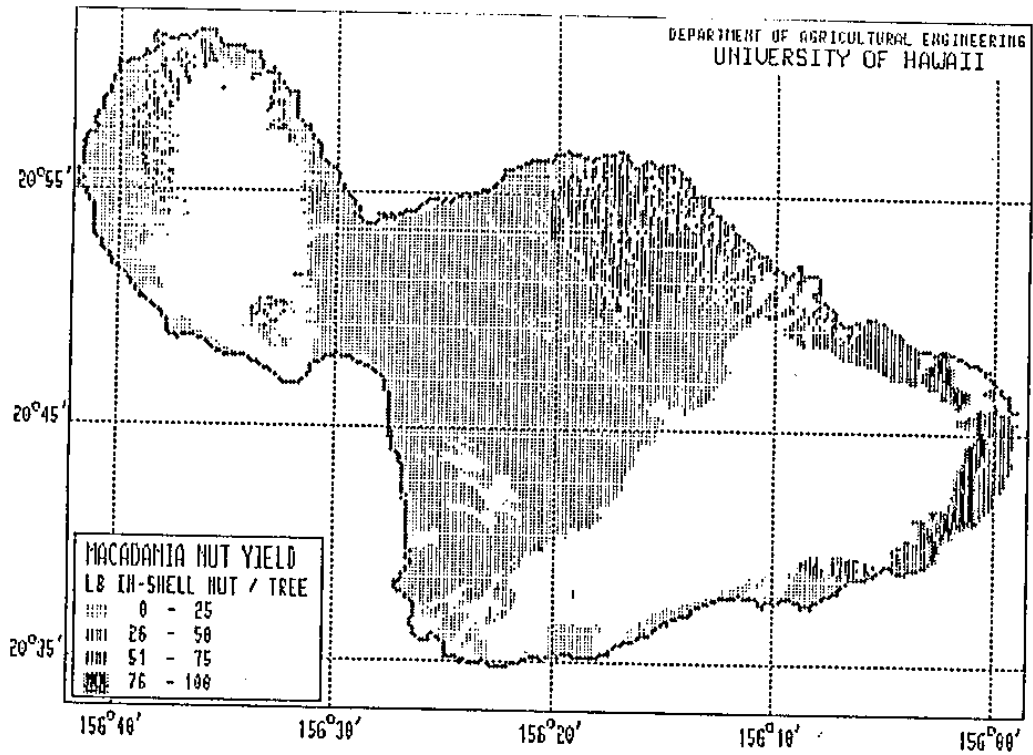 DEPARTMENT OF AGRICULTURAL ENGINEERING
UNIVERSITY OF HAWAII
20°55'
20°45'
20°35'
MACADAMIA NUT YIELD
LB IN-SHELL NUT / TREE
0 - 25
26 - 50
51 - 75
76 - 100
156°40'
156°30'
156°20'
156°10'
156°00'